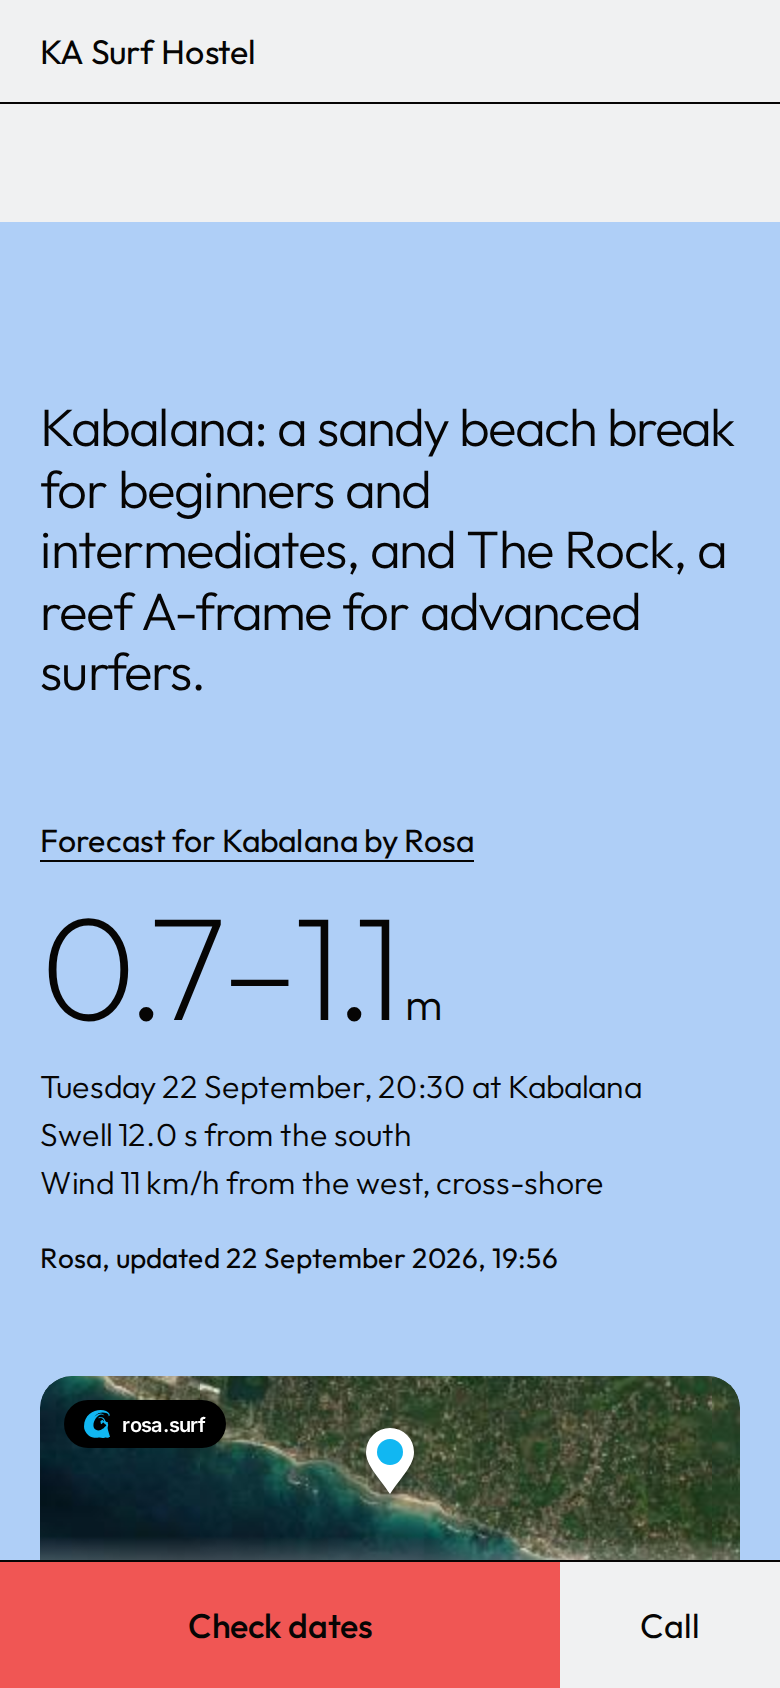 KA Surf Hostel
Kabalana: a sandy beach break
for beginners and
intermediates, and The Rock, a
reef A-frame for advanced
surfers.
Forecast for Kabalana by Rosa
0.7–1.1 m
Tuesday 22 September, 20:30 at Kabalana
Swell 12.0 s from the south
Wind 11 km/h from the west, cross-shore
Rosa, updated 22 September 2026, 19:56
rosa.surf
Check dates
Call